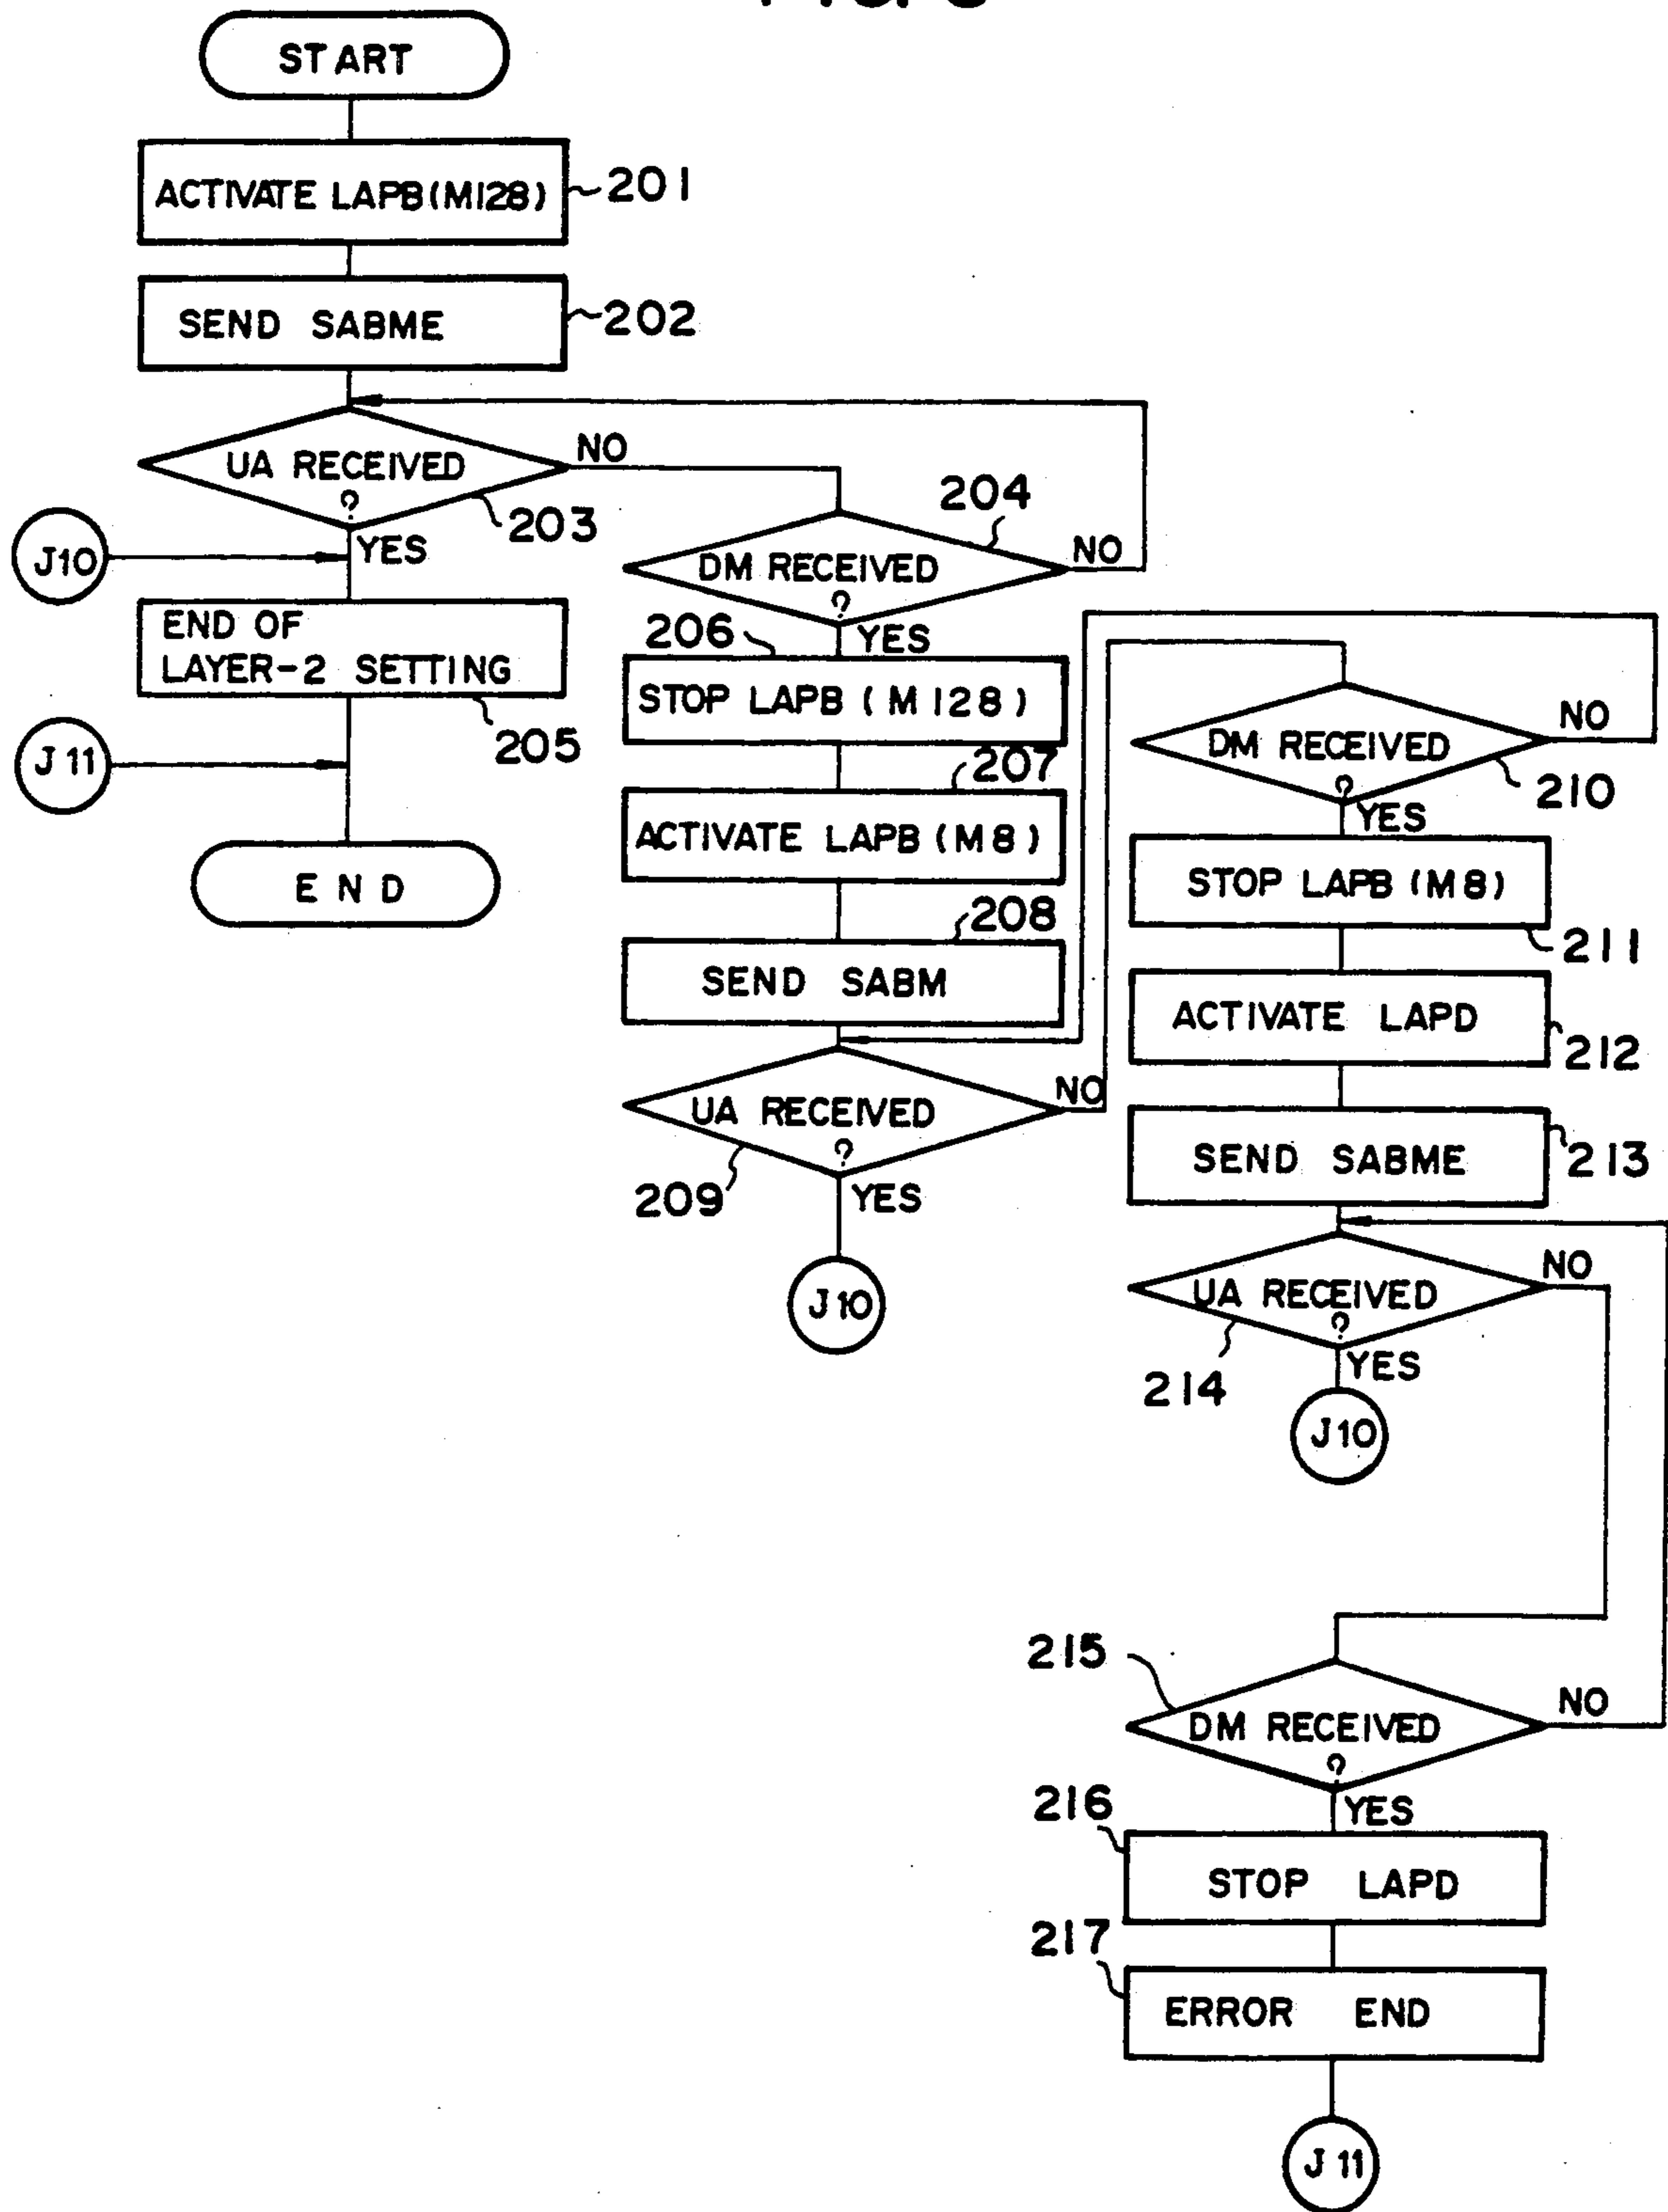 START
ACTIVATE LAPB (M128)
201
SEND SABME
202
UA RECEIVED
?
NO
203
YES
J10
END OF
LAYER-2 SETTING
205
J11
END
204
DM RECEIVED
?
NO
YES
206
STOP LAPB (M128)
207
ACTIVATE LAPB (M8)
208
SEND SABM
UA RECEIVED
?
NO
209
YES
J10
DM RECEIVED
?
NO
210
YES
STOP LAPB (M8)
211
ACTIVATE LAPD
212
SEND SABME
213
UA RECEIVED
?
NO
214
YES
J10
215
DM RECEIVED
?
NO
YES
216
STOP LAPD
217
ERROR END
J11